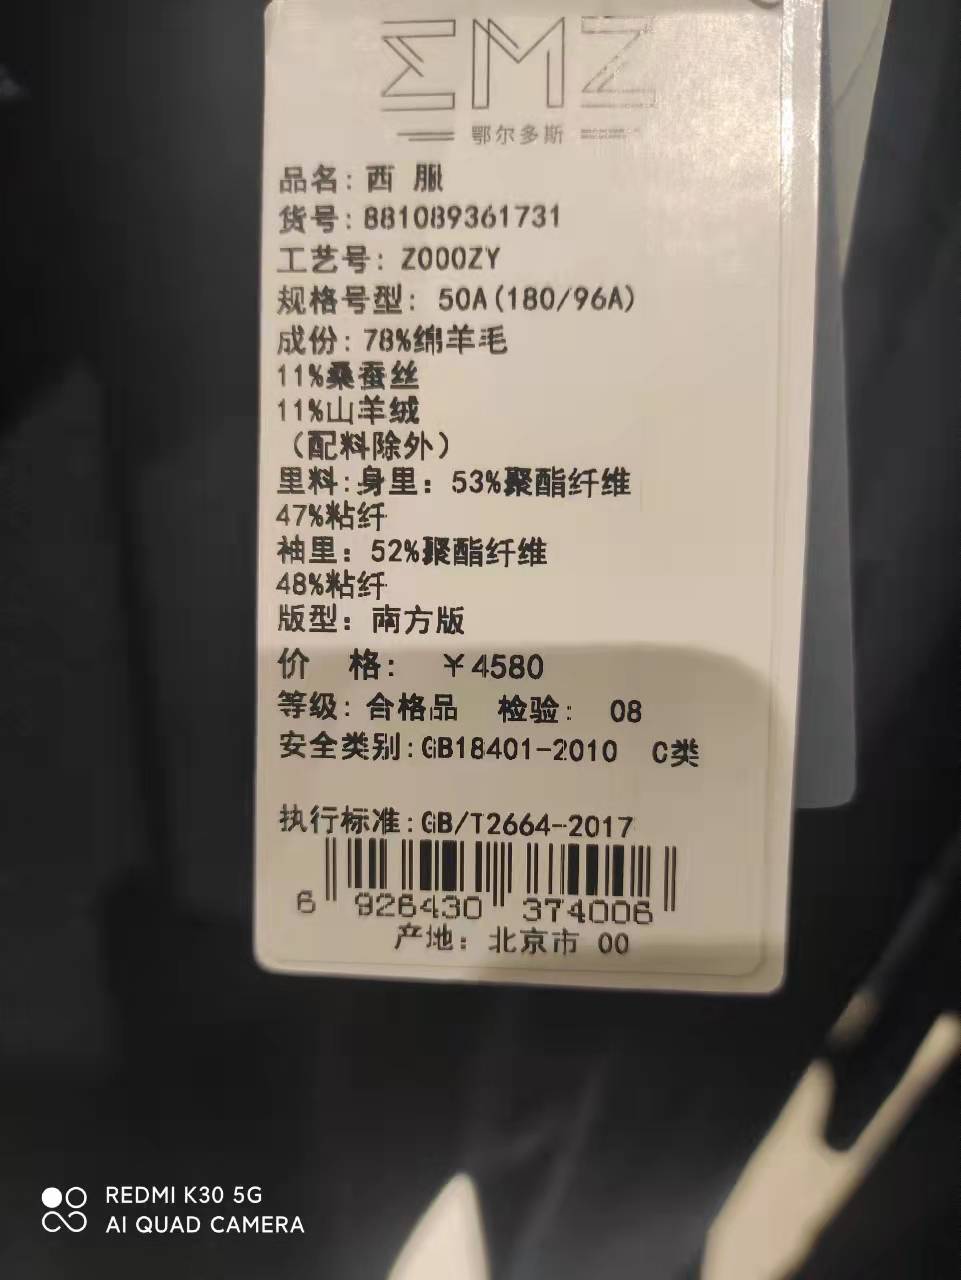 ΣMZ
鄂尔多斯
品名: 西 服
货号: 881089361731
工艺号: Z000ZY
规格号型: 50A(180/96A)
成份: 78%绵羊毛
11%桑蚕丝
11%山羊绒
（配料除外）
里料:身里：53%聚酯纤维
47%粘纤
袖里：52%聚酯纤维
48%粘纤
版型：南方版
价 格: ￥4580
等级: 合格品 检验: 08
安全类别:GB18401-2010 C类
执行标准:GB/T2664-2017
6 926430 374006
产地：北京市 00
REDMI K30 5G
AI QUAD CAMERA